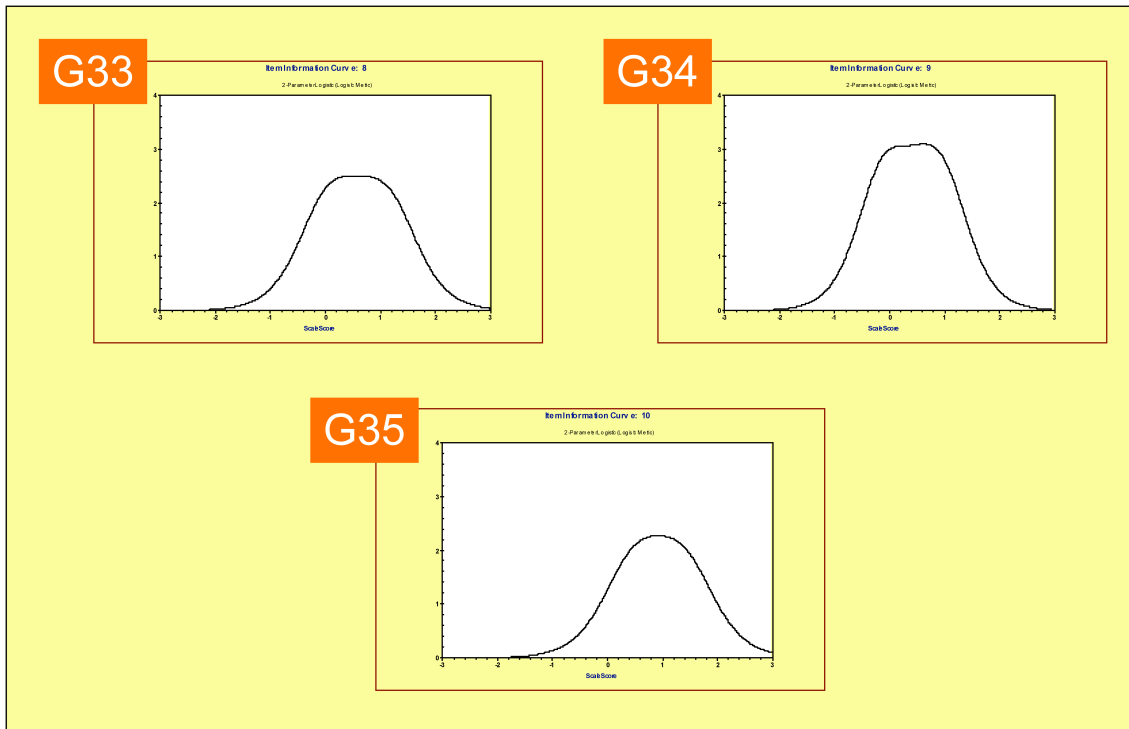 G33
Item Information Curve: 8
2-Parameter Logistic (Logistic Metric)
4
3
2
1
0
-3 -2 -1 0 1 2 3
Scale Score
G34
Item Information Curve: 9
2-Parameter Logistic (Logistic Metric)
4
3
2
1
0
-3 -2 -1 0 1 2 3
Scale Score
G35
Item Information Curve: 10
2-Parameter Logistic (Logistic Metric)
4
3
2
1
0
-3 -2 -1 0 1 2 3
Scale Score